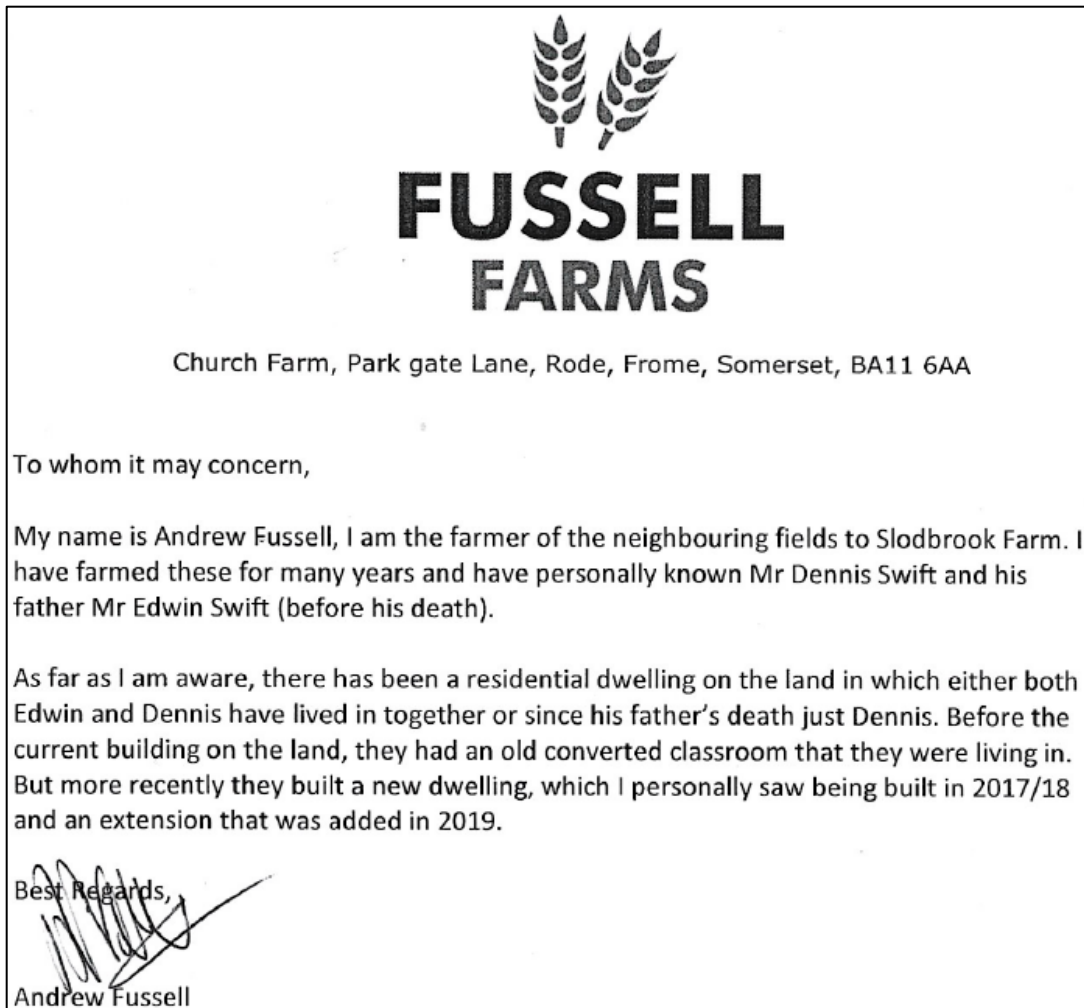 FUSSELL
FARMS
Church Farm, Park gate Lane, Rode, Frome, Somerset, BA11 6AA
To whom it may concern,
My name is Andrew Fussell, I am the farmer of the neighbouring fields to Slodbrook Farm. I
have farmed these for many years and have personally known Mr Dennis Swift and his
father Mr Edwin Swift (before his death).
As far as I am aware, there has been a residential dwelling on the land in which either both
Edwin and Dennis have lived in together or since his father's death just Dennis. Before the
current building on the land, they had an old converted classroom that they were living in.
But more recently they built a new dwelling, which I personally saw being built in 2017/18
and an extension that was added in 2019.
Best Regards,
Andrew Fussell